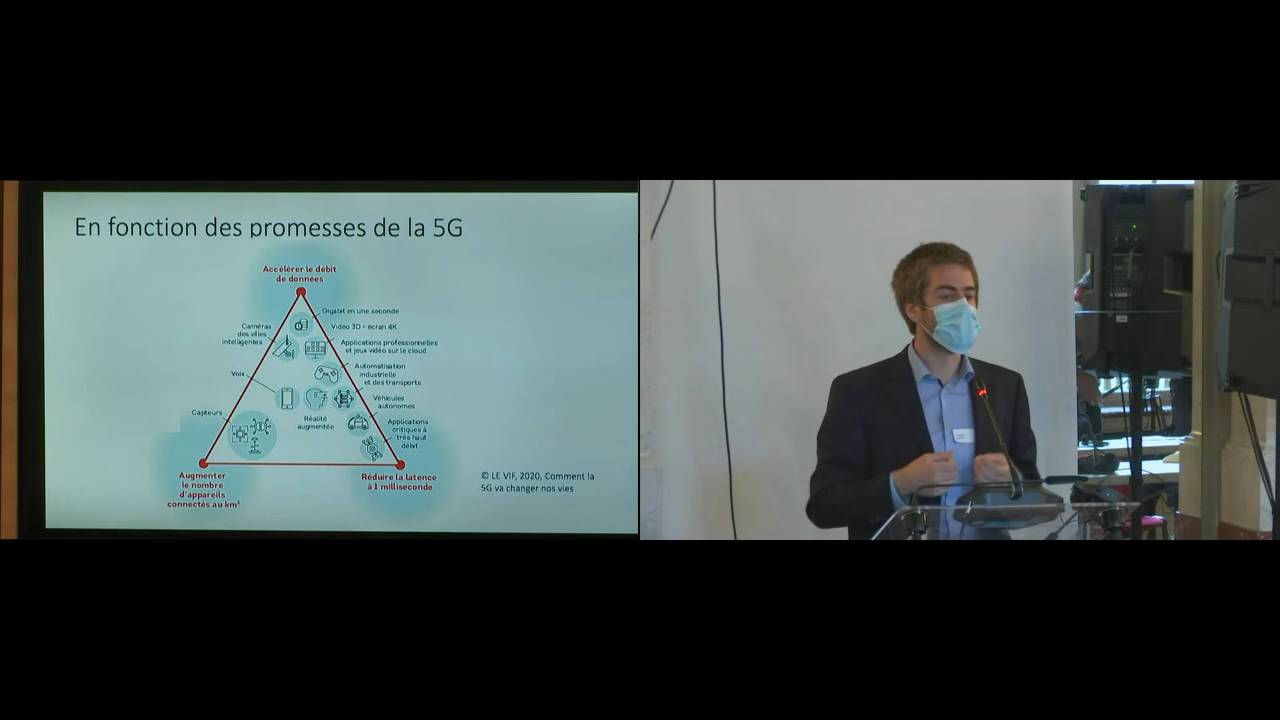 En fonction des promesses de la 5G
Accélérer le débit
de données
Gigabit en une seconde
Caméras
des villes
intelligentes
Vidéo 3D - écran 4K
Applications professionnelles
et jeux vidéo sur le cloud
Automatisation
industrielle
et des transports
Voix
Véhicules
autonomes
Capteurs
Réalité
augmentée
Applications
critiques à
très haut
débit
Augmenter
le nombre
d'appareils
connectés au km²
Réduire la latence
à 1 milliseconde
© LE VIF, 2020, Comment la
5G va changer nos vies